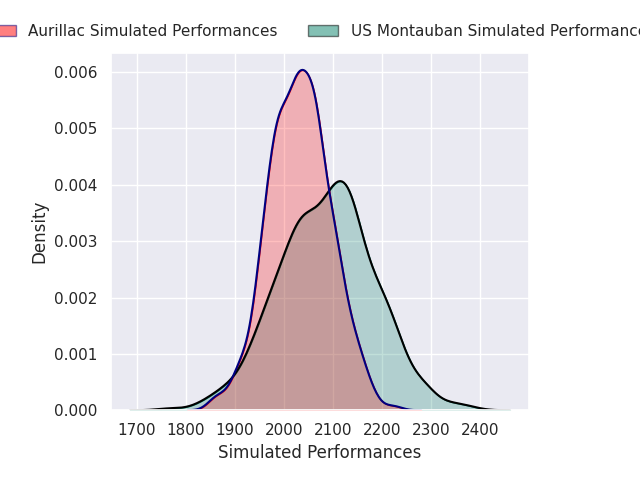 Aurillac Simulated Performances
US Montauban Simulated Performanc
0.006
0.005
0.004
0.003
0.002
0.001
0.000
Density
1700 1800 1900 2000 2100 2200 2300 2400
Simulated Performances